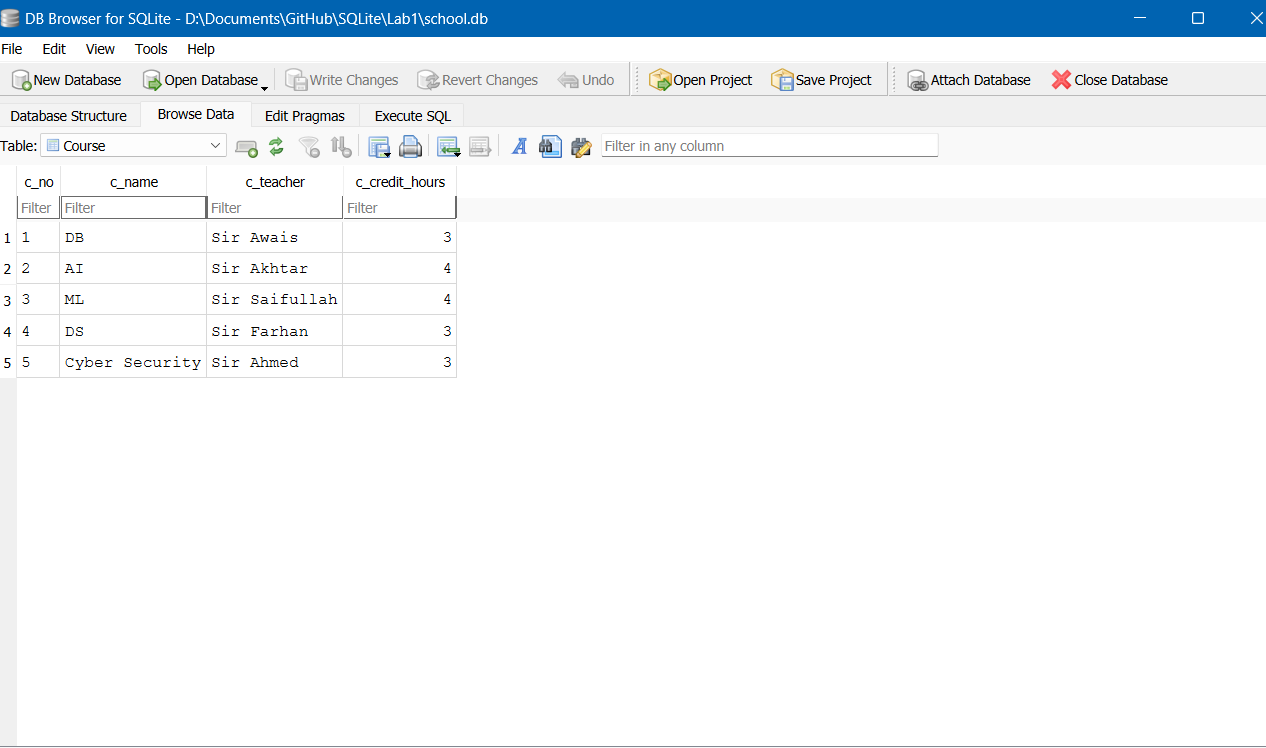 DB Browser for SQLite - D:\Documents\GitHub\SQLite\Lab1\school.db
File Edit View Tools Help
New Database Open Database Write Changes Revert Changes Undo Open Project Save Project Attach Database Close Database
Database Structure Browse Data Edit Pragmas Execute SQL
Table: Course A Filter in any column
c_no c_name c_teacher c_credit_hours
Filter Filter Filter Filter
1 1 DB Sir Awais 3
2 2 AI Sir Akhtar 4
3 3 ML Sir Saifullah 4
4 4 DS Sir Farhan 3
5 5 Cyber Security Sir Ahmed 3